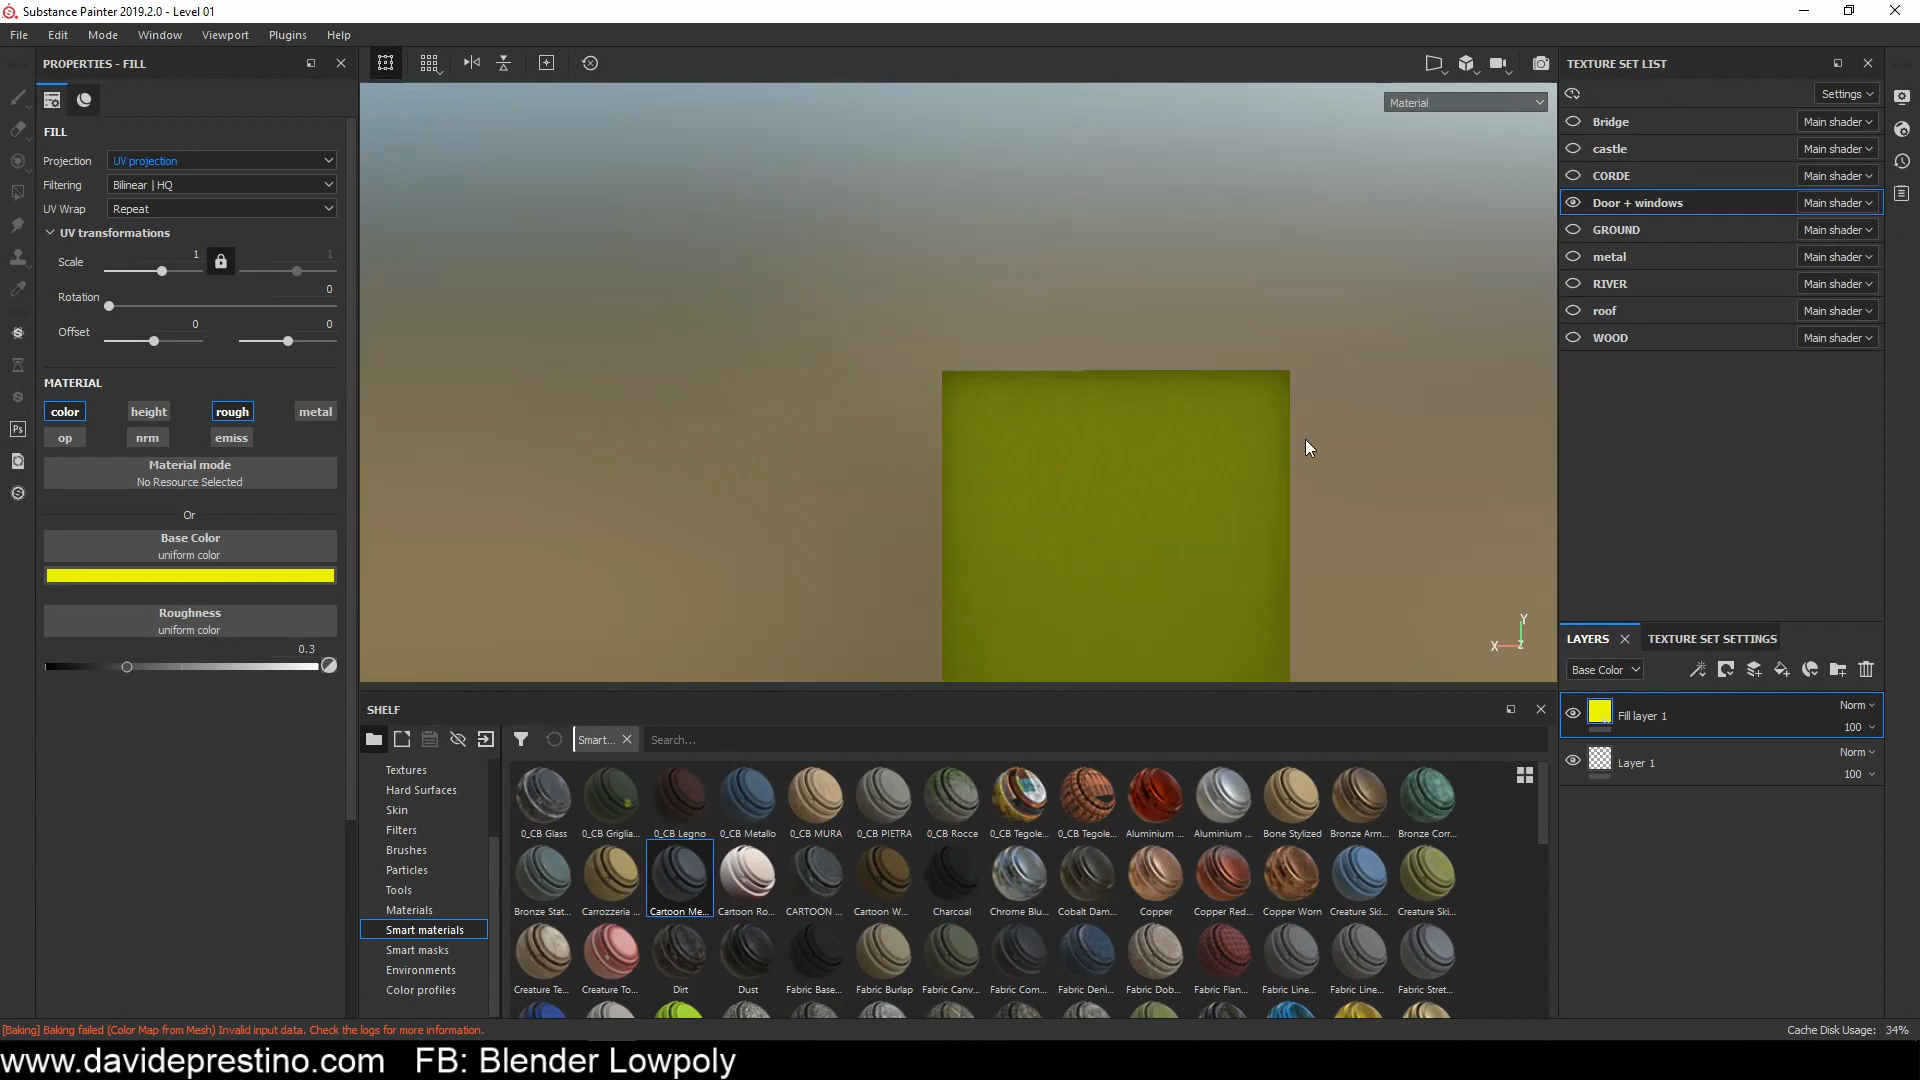 Substance Painter 2019.2.0 - Level 01
File Edit Mode Window Viewport Plugins Help
PROPERTIES - FILL
FILL
Projection UV projection
Filtering Bilinear | HQ
UV Wrap Repeat
UV transformations
Scale 1 1
Rotation 0
Offset 0 0
MATERIAL
color height rough metal
op nrm emiss
Material mode
No Resource Selected
Or
Base Color
uniform color
Roughness
uniform color
0.3
Ps
Material
Y
X Z
TEXTURE SET LIST
Settings
Bridge Main shader
castle Main shader
CORDE Main shader
Door + windows Main shader
GROUND Main shader
metal Main shader
RIVER Main shader
roof Main shader
WOOD Main shader
LAYERS TEXTURE SET SETTINGS
Base Color
Fill layer 1 Norm
100
Layer 1 Norm
100
SHELF
Smart... Search...
Textures
Hard Surfaces
Skin
Filters
Brushes
Particles
Tools
Materials
Smart materials
Smart masks
Environments
Color profiles
0_CB Glass 0_CB Griglia... 0_CB Legno 0_CB Metallo 0_CB MURA 0_CB PIETRA 0_CB Rocce 0_CB Tegole... 0_CB Tegole... Aluminium ... Aluminium ... Bone Stylized Bronze Arm... Bronze Corr...
Bronze Stat... Carrozzeria ... Cartoon Me... Cartoon Ro... CARTOON ... Cartoon W... Charcoal Chrome Blu... Cobalt Dam... Copper Copper Red... Copper Worn Creature Ski... Creature Ski...
Creature Te... Creature To... Dirt Dust Fabric Base... Fabric Burlap Fabric Canv... Fabric Com... Fabric Deni... Fabric Dob... Fabric Flan... Fabric Line... Fabric Line... Fabric Stret...
[Baking] Baking failed (Color Map from Mesh) Invalid input data. Check the logs for more information.
Cache Disk Usage: 34%
www.davideprestino.com FB: Blender Lowpoly